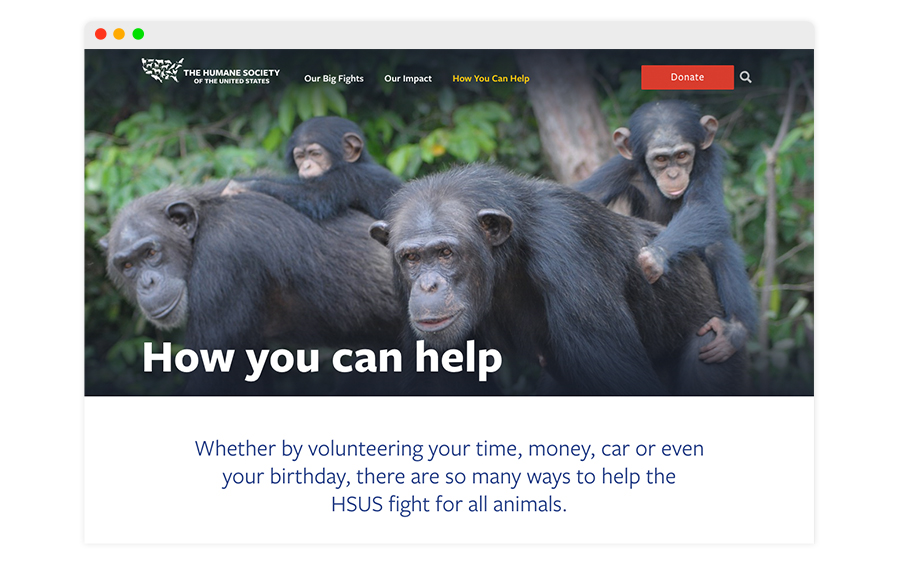 THE HUMANE SOCIETY
OF THE UNITED STATES
Our Big Fights
Our Impact
How You Can Help
Donate
How you can help
Whether by volunteering your time, money, car or even
your birthday, there are so many ways to help the
HSUS fight for all animals.